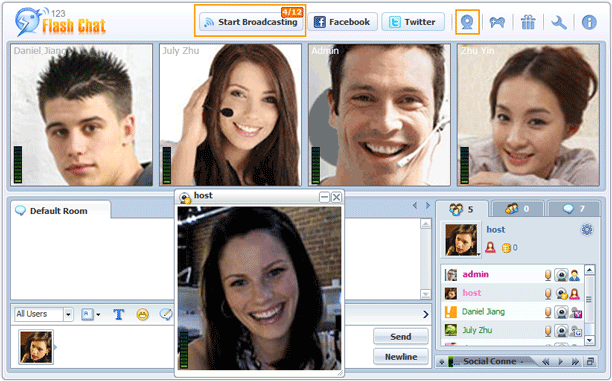 123
Flash Chat
4/12
Start Broadcasting
Facebook
Twitter
Daniel Jiang
July Zhu
Admin
Zhu Yin
host
Default Room
5
0
7
host
0
admin
host
Daniel Jiang
July Zhu
All Users
Send
Newline
Social Conne